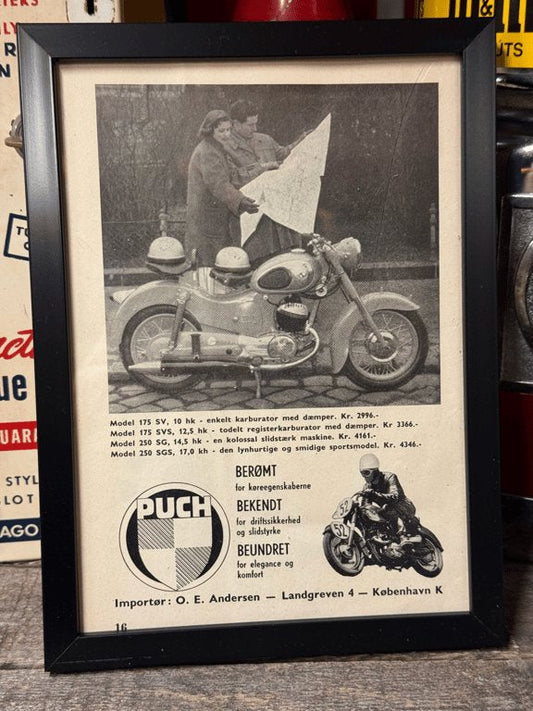 Model 175 SV, 10 hk - enkelt karburator med dæmper. Kr. 2996.-
Model 175 SVS, 12,5 hk - todelt registerkarburator med dæmper. Kr 3366.-
Model 250 SG, 14,5 hk - en kolossal slidstærk maskine. Kr. 4161.-
Model 250 SGS, 17,0 kh - den lynhurtige og smidige sportsmodel. Kr. 4346.-
BERØMT
for køreegenskaberne
PUCH
BEKENDT
for driftssikkerhed
og slidstyrke
52
52
BEUNDRET
for elegance og
komfort
Importør: O. E. Andersen — Landgreven 4 — København K
16